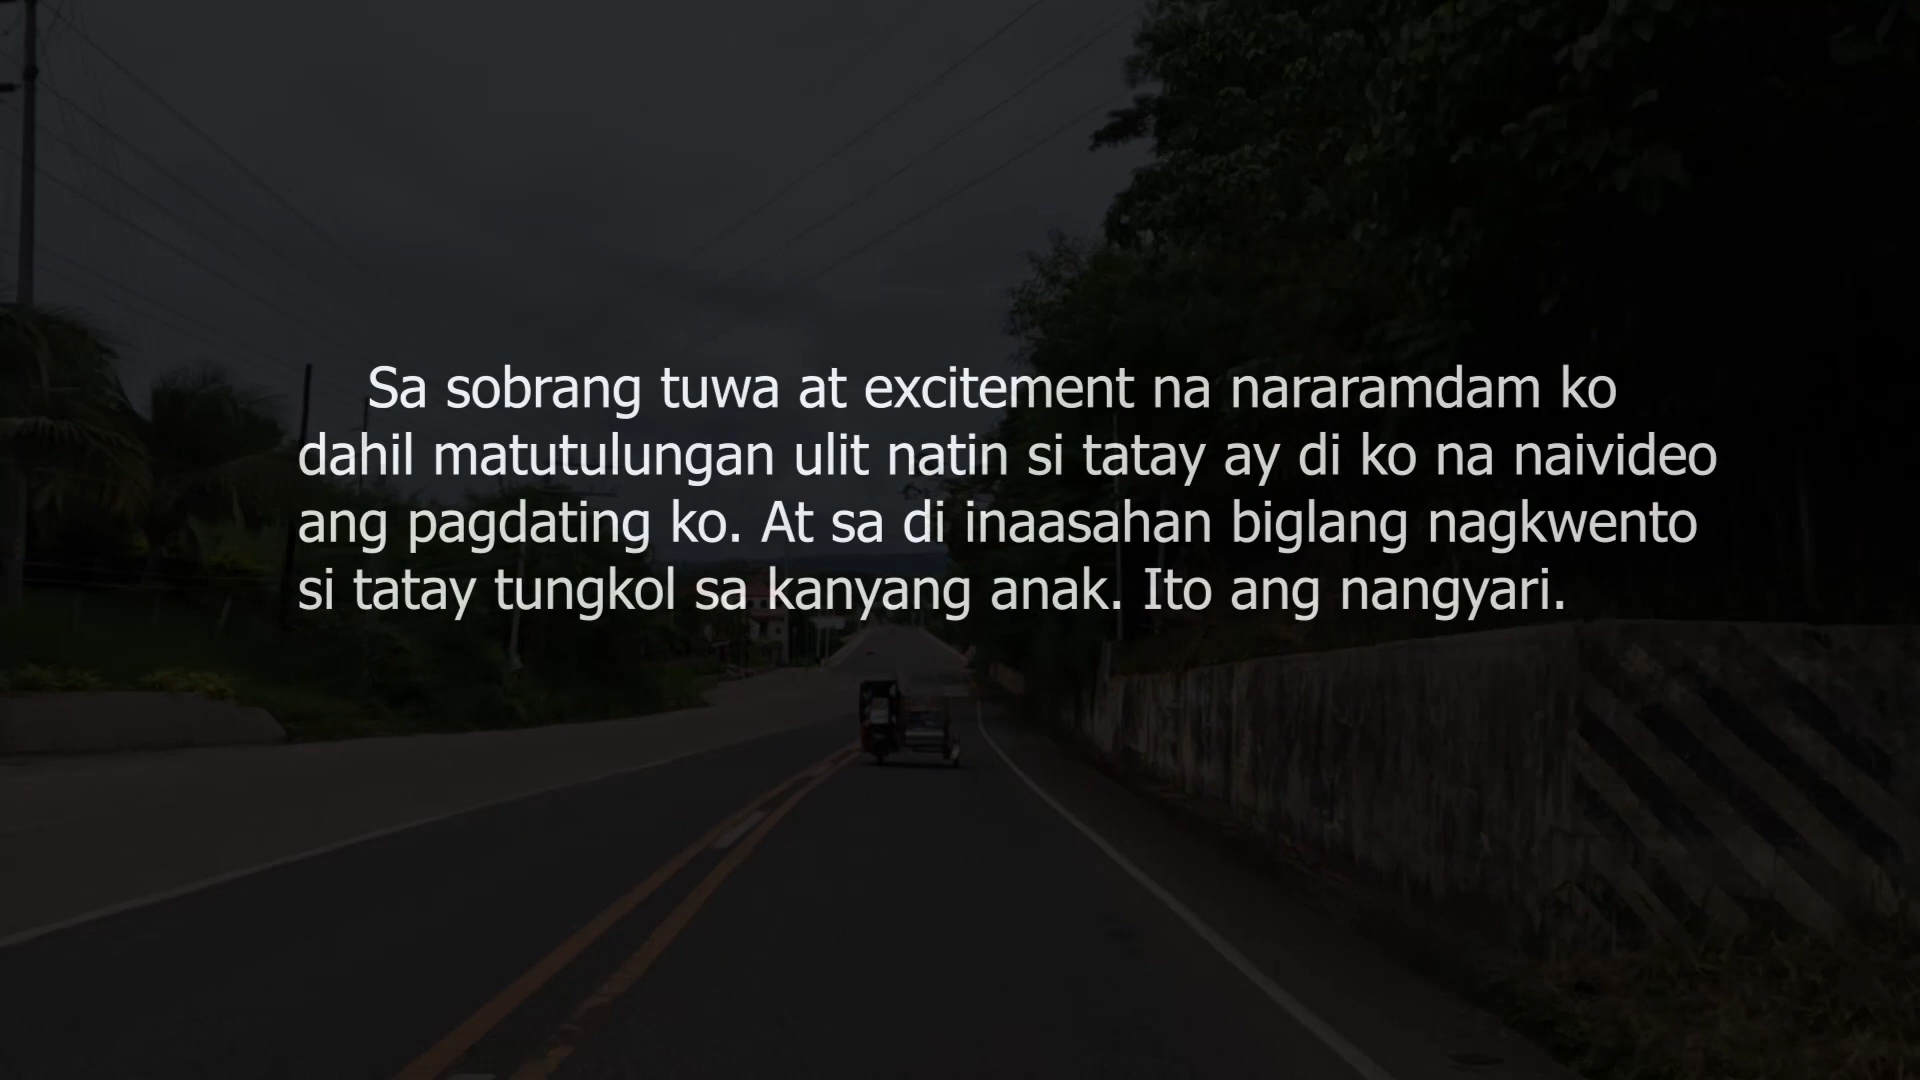 Sa sobrang tuwa at excitement na nararamdam ko
dahil matutulungan ulit natin si tatay ay di ko na naivideo
ang pagdating ko. At sa di inaasahan biglang nagkwento
si tatay tungkol sa kanyang anak. Ito ang nangyari.